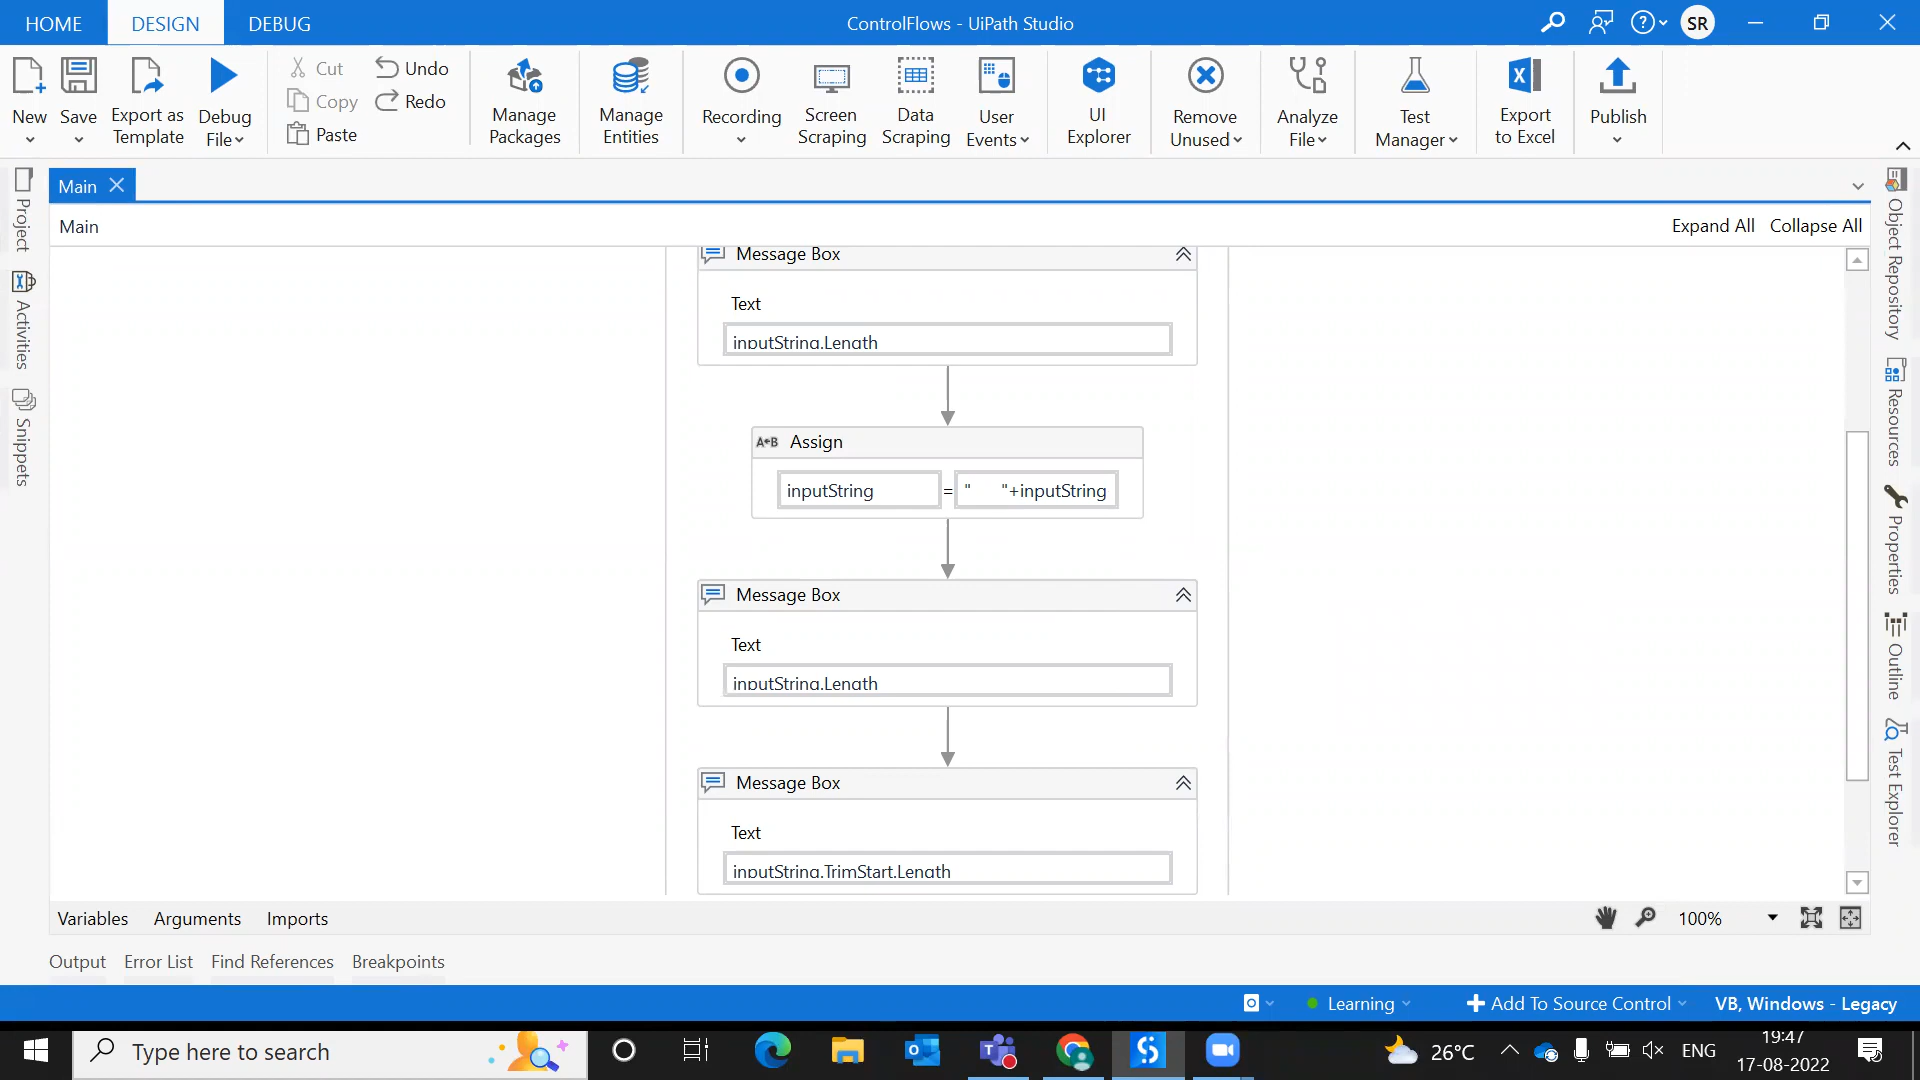 HOME DESIGN DEBUG ControlFlows - UiPath Studio SR
New Save Export as Template Debug File Cut Copy Paste Undo Redo Manage Packages Manage Entities Recording Screen Scraping Data Scraping User Events UI Explorer Remove Unused Analyze File Test Manager Export to Excel Publish
Project
Activities
Snippets
Main
Main Expand All Collapse All
Message Box
Text
inputString.Length
A←B Assign
inputString = "      "+inputString
Message Box
Text
inputString.Length
Message Box
Text
inputString.TrimStart.Length
Object Repository
Resources
Properties
Outline
Test Explorer
Variables Arguments Imports 100%
Output Error List Find References Breakpoints
Learning Add To Source Control VB, Windows - Legacy
Type here to search 26°C ENG 19:47
17-08-2022